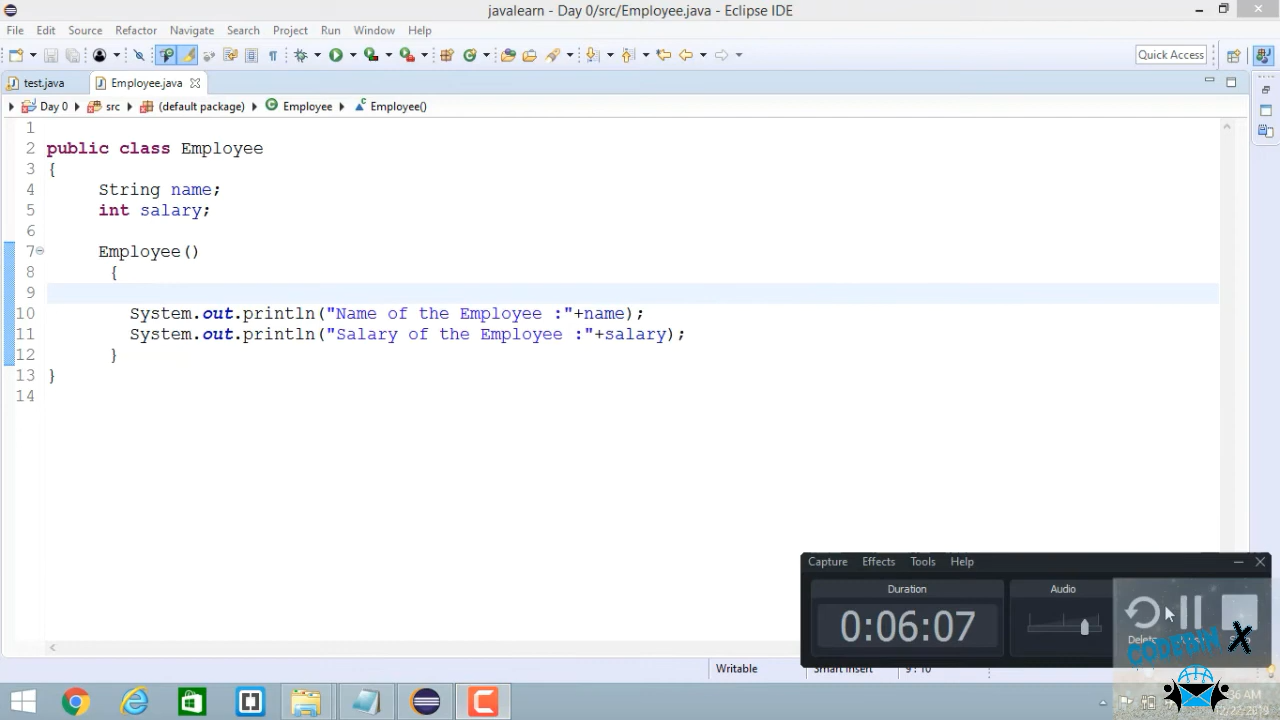 javalearn - Day 0/src/Employee.java - Eclipse IDE
File Edit Source Refactor Navigate Search Project Run Window Help
Quick Access
test.java Employee.java
Day 0 src (default package) Employee Employee()
1
2 public class Employee
3 {
4 String name;
5 int salary;
6
7 Employee()
8 {
9
10 System.out.println("Name of the Employee :"+name);
11 System.out.println("Salary of the Employee :"+salary);
12 }
13 }
14
Capture Effects Tools Help
Duration Audio
0:06:07
CODEBIN X
Writable Smart Insert 9 : 10